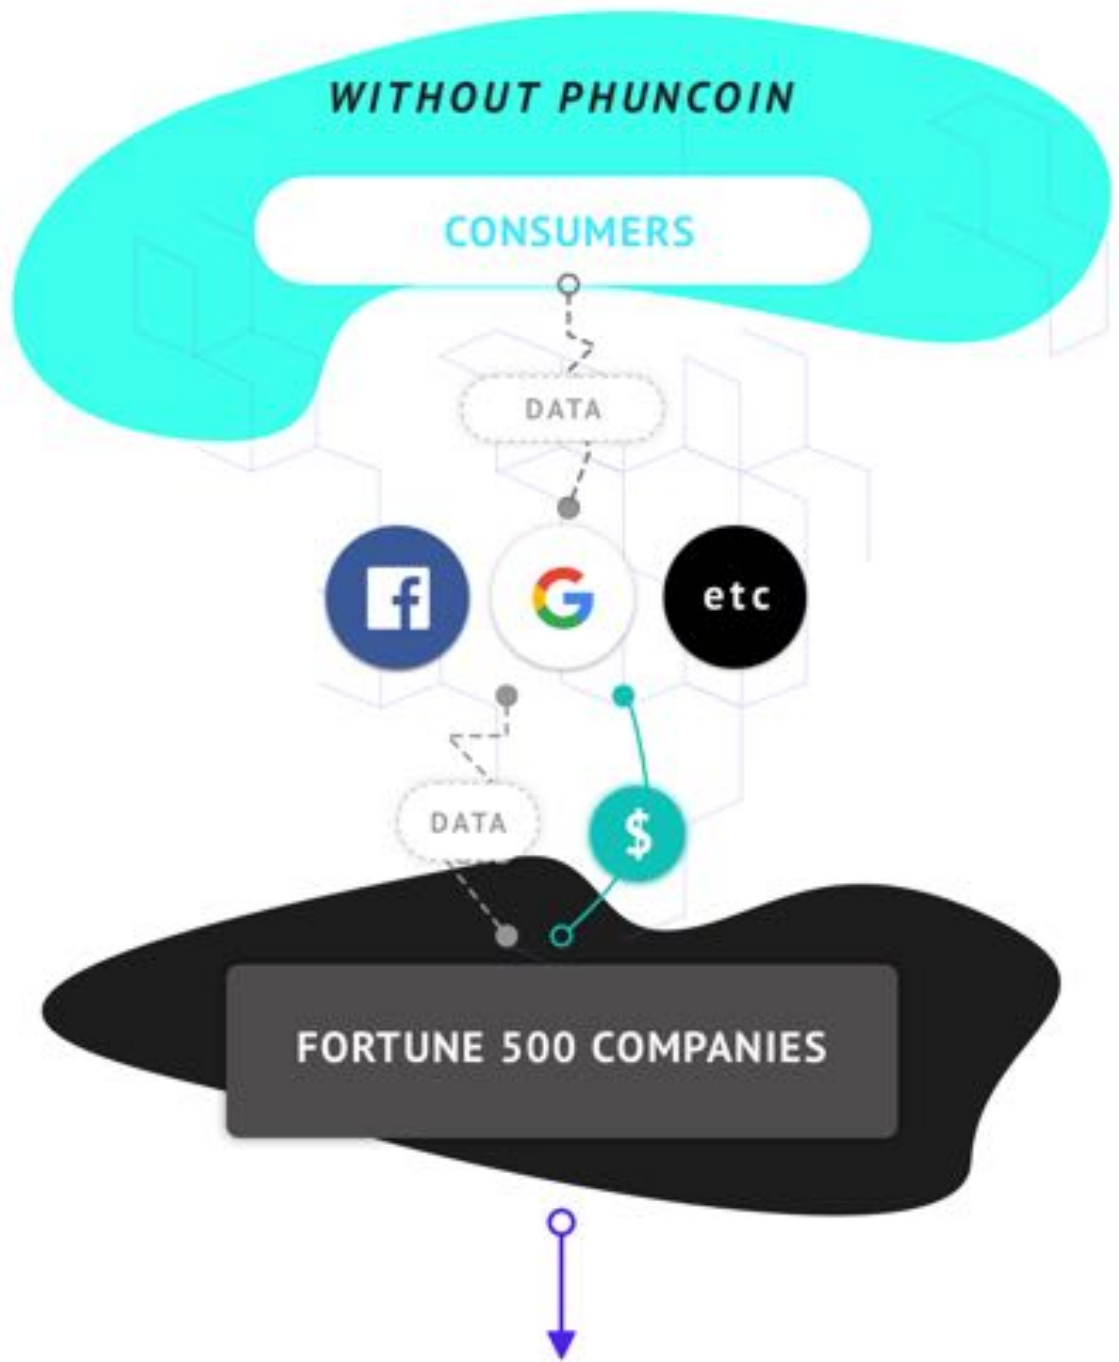 WITHOUT PHUNCOIN
CONSUMERS
DATA
etc
DATA
$
FORTUNE 500 COMPANIES